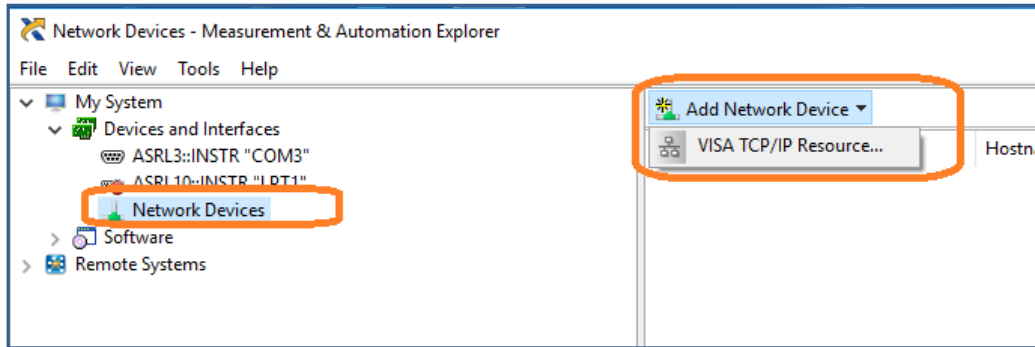 Network Devices - Measurement & Automation Explorer
File Edit View Tools Help
My System
Devices and Interfaces
ASRL3::INSTR "COM3"
ASRL10::INSTR "LPT1"
Network Devices
Software
Remote Systems
Add Network Device
VISA TCP/IP Resource...
Hostn